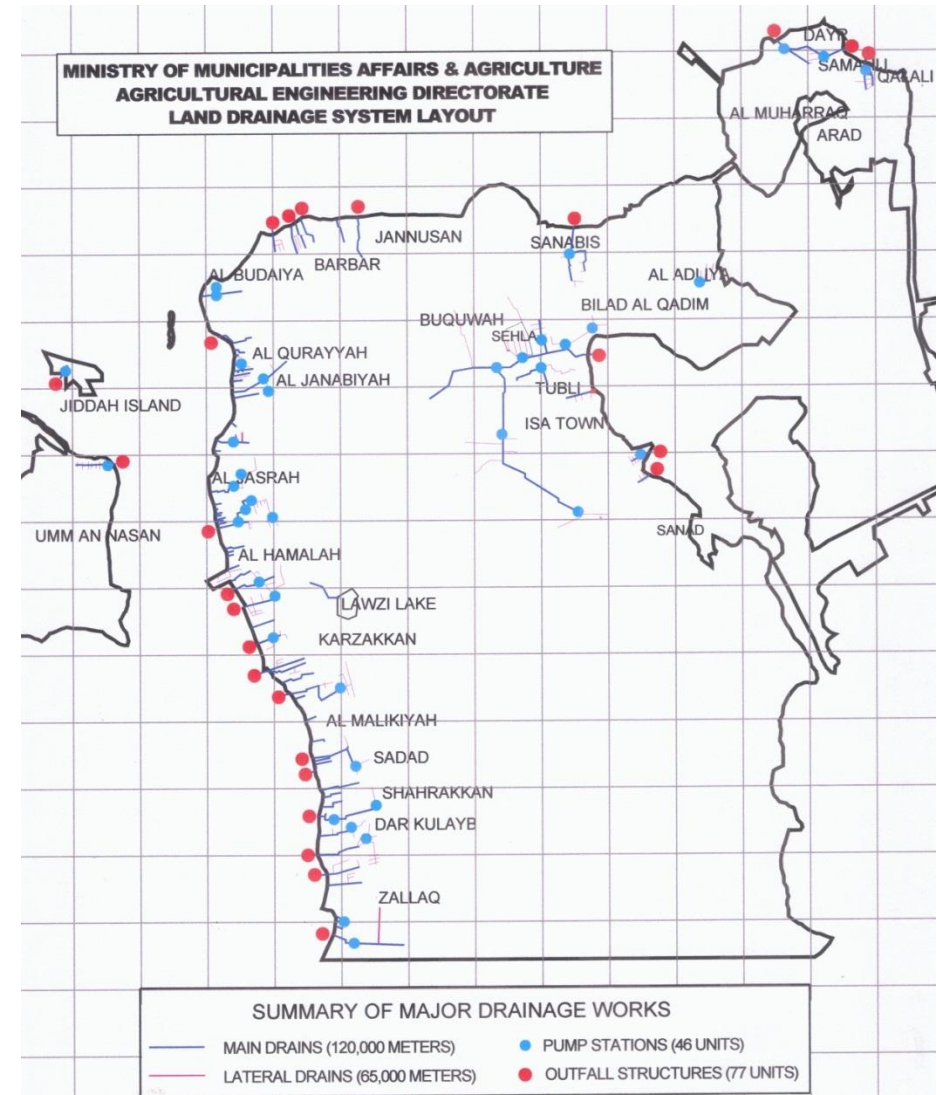 MINISTRY OF MUNICIPALITIES AFFAIRS & AGRICULTURE
AGRICULTURAL ENGINEERING DIRECTORATE
LAND DRAINAGE SYSTEM LAYOUT
DAYR
SAMAHIJ
QALALI
AL MUHARRAQ
ARAD
JANNUSAN
SANABIS
BARBAR
AL BUDAIYA
AL ADLIYA
BILAD AL QADIM
BUQUWAH
SEHLA
AL QURAYYAH
AL JANABIYAH
TUBLI
JIDDAH ISLAND
ISA TOWN
AL JASRAH
UMM AN NASAN
SANAD
AL HAMALAH
LAWZI LAKE
KARZAKKAN
AL MALIKIYAH
SADAD
SHAHRAKKAN
DAR KULAYB
ZALLAQ
SUMMARY OF MAJOR DRAINAGE WORKS
MAIN DRAINS (120,000 METERS)
PUMP STATIONS (46 UNITS)
LATERAL DRAINS (65,000 METERS)
OUTFALL STRUCTURES (77 UNITS)